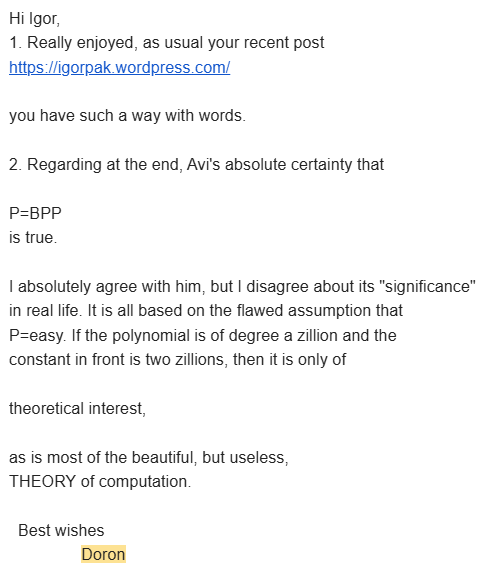 Hi Igor,
1. Really enjoyed, as usual your recent post
https://igorpak.wordpress.com/
you have such a way with words.
2. Regarding at the end, Avi's absolute certainty that
P=BPP
is true.
I absolutely agree with him, but I disagree about its "significance"
in real life. It is all based on the flawed assumption that
P=easy. If the polynomial is of degree a zillion and the
constant in front is two zillions, then it is only of
theoretical interest,
as is most of the beautiful, but useless,
THEORY of computation.
Best wishes
Doron